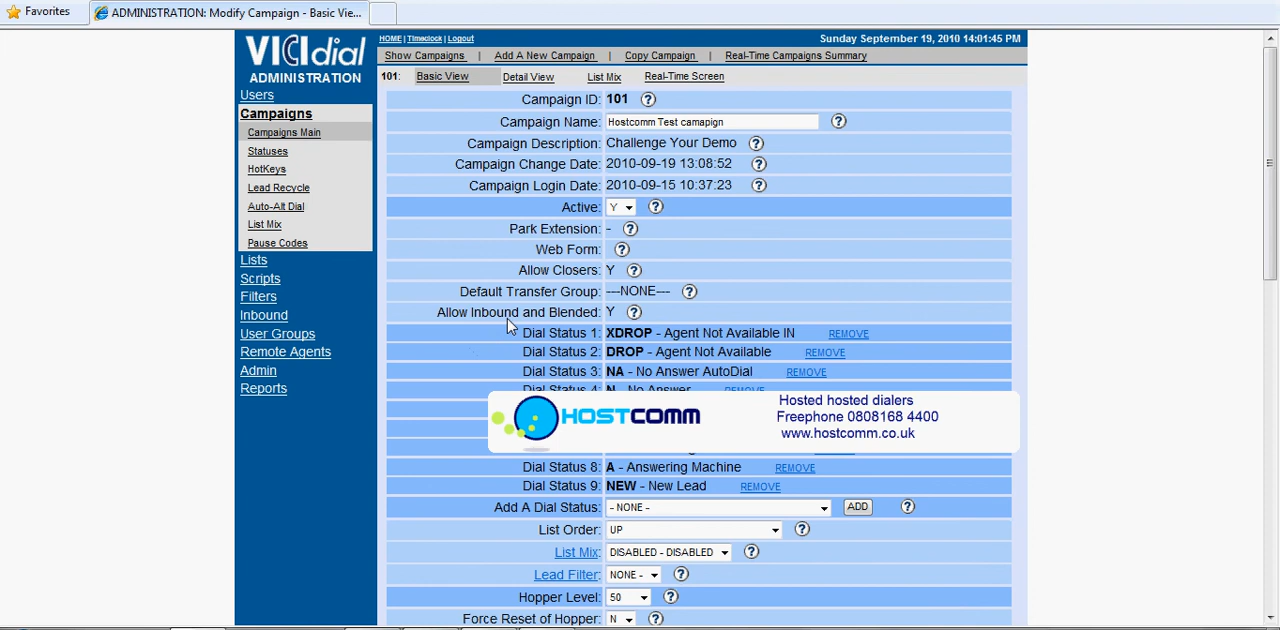 Favorites
ADMINISTRATION: Modify Campaign - Basic Vie...
VICIdial
ADMINISTRATION
HOME | Timeclock | Logout
Sunday September 19, 2010 14:01:45 PM
Show Campaigns | Add A New Campaign | Copy Campaign | Real-Time Campaigns Summary
101: Basic View Detail View List Mix Real-Time Screen
Users
Campaigns
Campaigns Main
Statuses
HotKeys
Lead Recycle
Auto-Alt Dial
List Mix
Pause Codes
Lists
Scripts
Filters
Inbound
User Groups
Remote Agents
Admin
Reports
Campaign ID: 101 ?
Campaign Name: Hostcomm Test camapign ?
Campaign Description: Challenge Your Demo ?
Campaign Change Date: 2010-09-19 13:08:52 ?
Campaign Login Date: 2010-09-15 10:37:23 ?
Active: Y ?
Park Extension: - ?
Web Form: ?
Allow Closers: Y ?
Default Transfer Group: ---NONE--- ?
Allow Inbound and Blended: Y ?
Dial Status 1: XDROP - Agent Not Available IN REMOVE
Dial Status 2: DROP - Agent Not Available REMOVE
Dial Status 3: NA - No Answer AutoDial REMOVE
Dial Status 4: N - No Answer REMOVE
HOSTCOMM
Hosted hosted dialers
Freephone 0808168 4400
www.hostcomm.co.uk
Dial Status 8: A - Answering Machine REMOVE
Dial Status 9: NEW - New Lead REMOVE
Add A Dial Status: - NONE - ADD ?
List Order: UP ?
List Mix: DISABLED - DISABLED ?
Lead Filter: NONE - ?
Hopper Level: 50 ?
Force Reset of Hopper: N ?